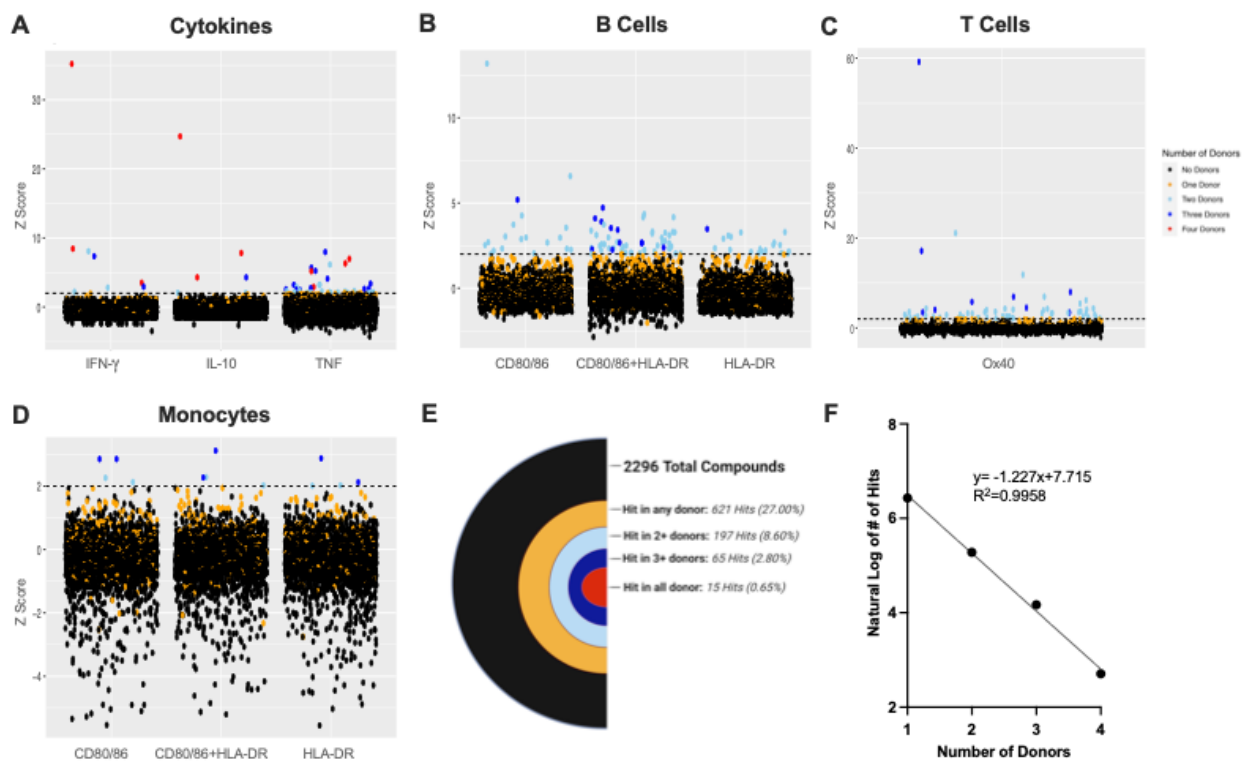 A
Cytokines
Z Score
30
20
10
0
IFN-γ
IL-10
TNF
B
B Cells
Z Score
10
5
0
CD80/86
CD80/86+HLA-DR
HLA-DR
C
T Cells
Z Score
60
40
20
0
Ox40
Number of Donors
No Donors
One Donor
Two Donors
Three Donors
Four Donors
D
Monocytes
Z Score
2
0
−2
−4
CD80/86
CD80/86+HLA-DR
HLA-DR
E
2296 Total Compounds
Hit in any donor: 621 Hits (27.00%)
Hit in 2+ donors: 197 Hits (8.60%)
Hit in 3+ donors: 65 Hits (2.80%)
Hit in all donor: 15 Hits (0.65%)
F
Natural Log of # of Hits
8
6
4
2
y= -1.227x+7.715
R²=0.9958
1
2
3
4
Number of Donors